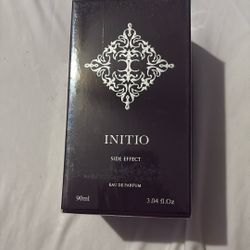 INITIO
SIDE EFFECT
EAU DE PARFUM
90ml 3.04 fl.Oz